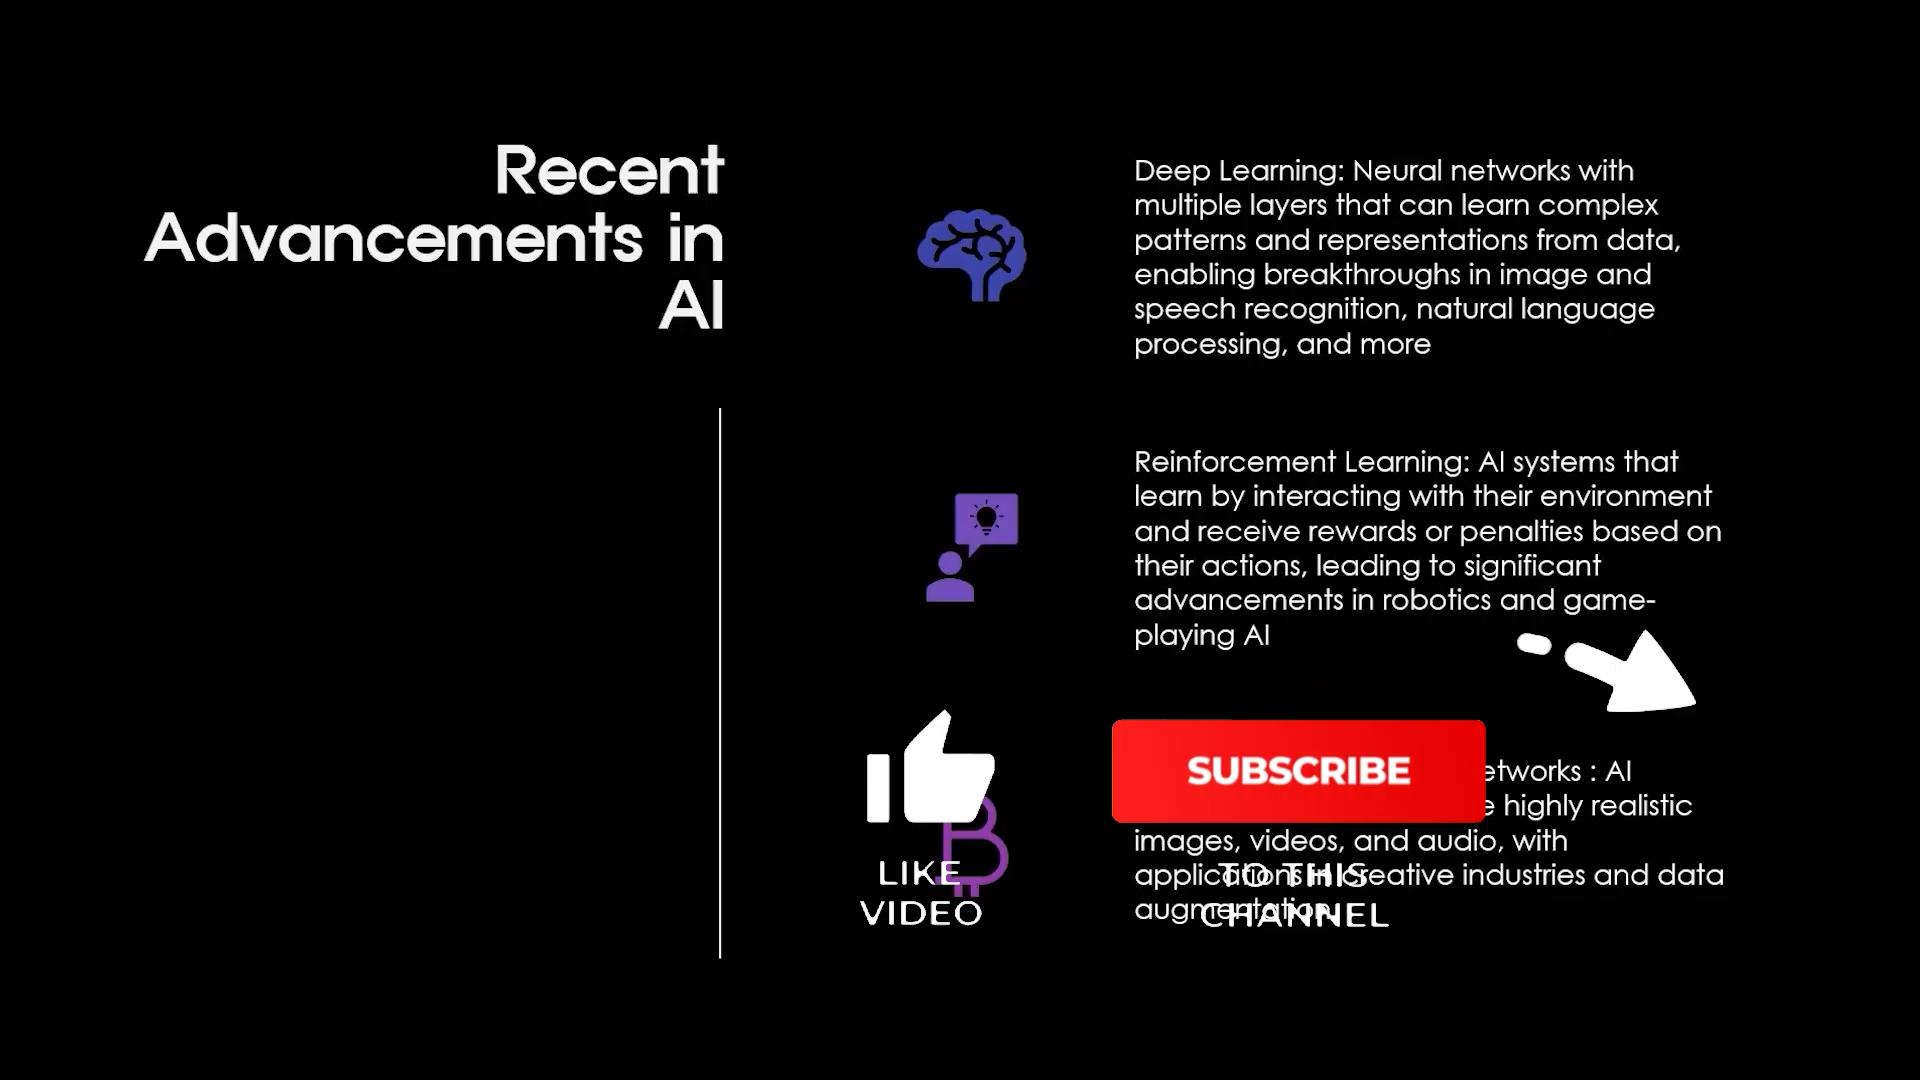 Recent
Advancements in
AI
Deep Learning: Neural networks with
multiple layers that can learn complex
patterns and representations from data,
enabling breakthroughs in image and
speech recognition, natural language
processing, and more
Reinforcement Learning: AI systems that
learn by interacting with their environment
and receive rewards or penalties based on
their actions, leading to significant
advancements in robotics and game-
playing AI
: AI
highly realistic
images, videos, and audio, with
applications in creative industries and data
augmentation
LIKE
VIDEO
SUBSCRIBE
TO THIS
CHANNEL